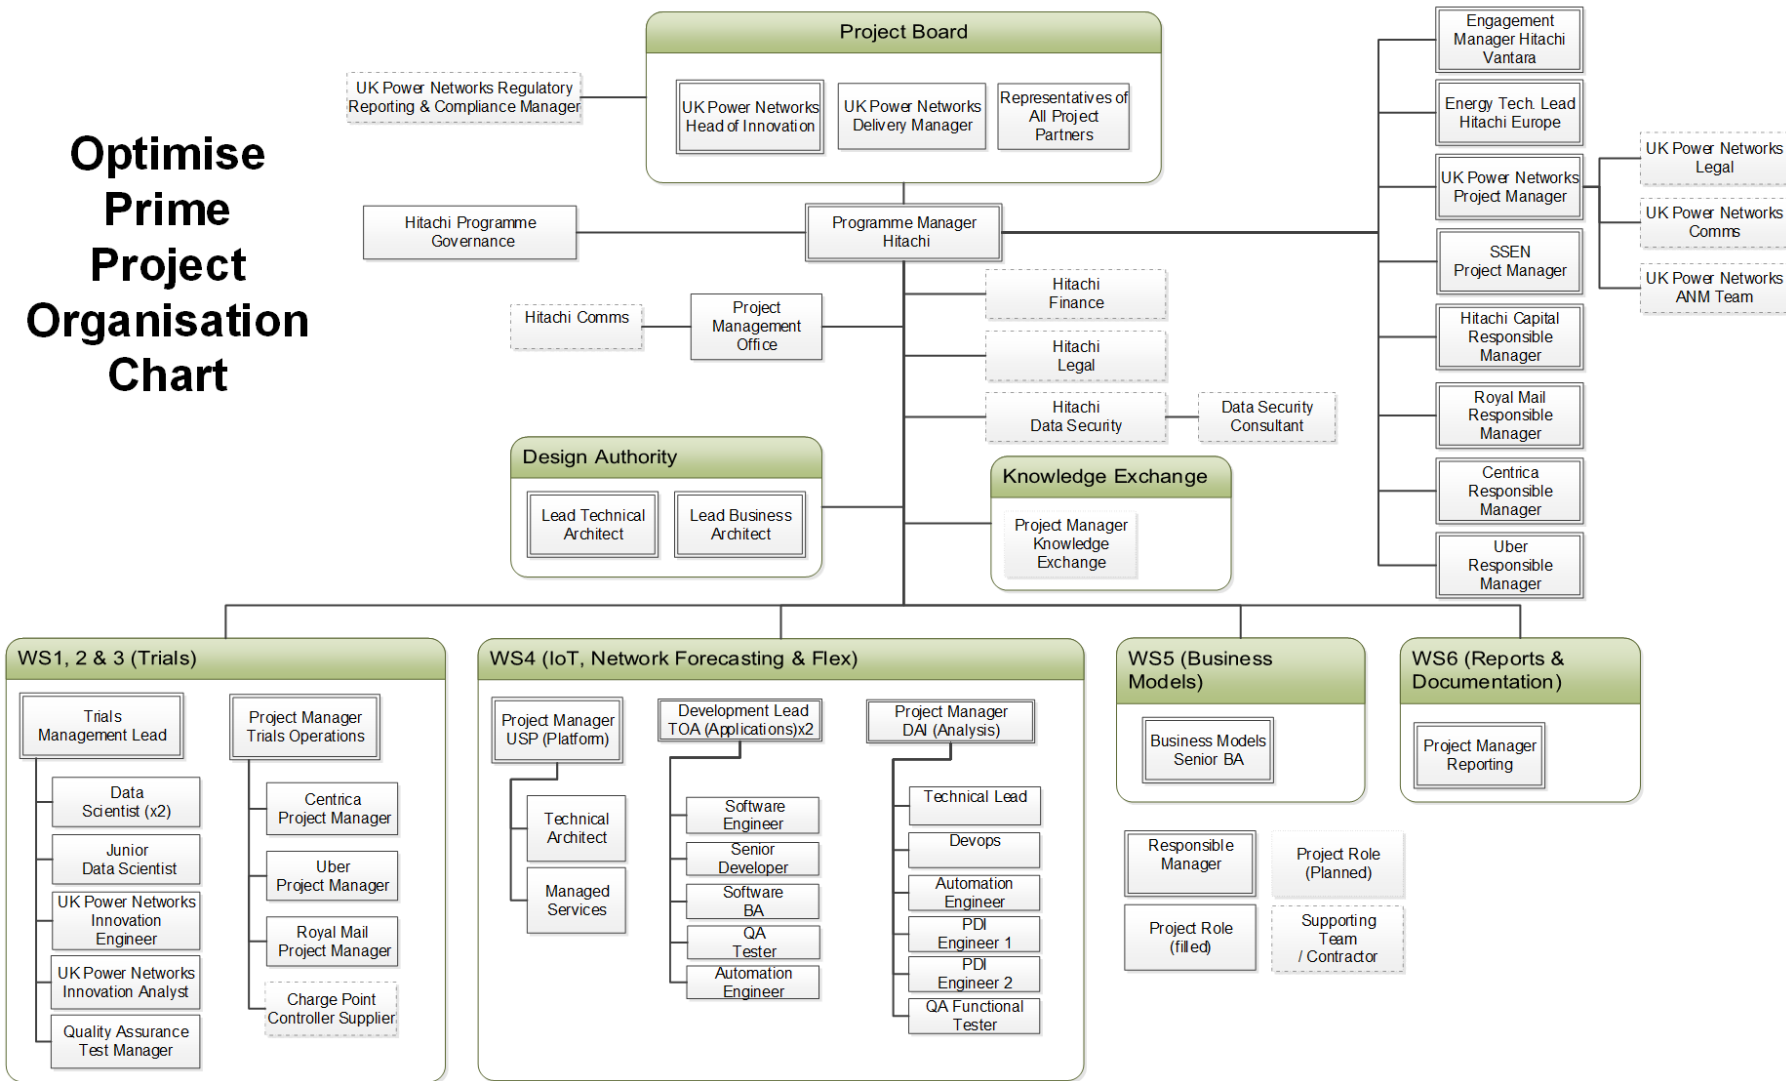 Optimise
Prime
Project
Organisation
Chart
Project Board
UK Power Networks Regulatory
Reporting & Compliance Manager
UK Power Networks
Head of Innovation
UK Power Networks
Delivery Manager
Representatives of
All Project
Partners
Hitachi Programme
Governance
Programme Manager
Hitachi
Hitachi Comms
Project
Management
Office
Hitachi
Finance
Hitachi
Legal
Hitachi
Data Security
Data Security
Consultant
Engagement
Manager Hitachi
Vantara
Energy Tech. Lead
Hitachi Europe
UK Power Networks
Project Manager
UK Power Networks
Legal
UK Power Networks
Comms
UK Power Networks
ANM Team
SSEN
Project Manager
Hitachi Capital
Responsible
Manager
Royal Mail
Responsible
Manager
Centrica
Responsible
Manager
Uber
Responsible
Manager
Design Authority
Lead Technical
Architect
Lead Business
Architect
Knowledge Exchange
Project Manager
Knowledge
Exchange
WS1, 2 & 3 (Trials)
Trials
Management Lead
Data
Scientist (x2)
Junior
Data Scientist
UK Power Networks
Innovation
Engineer
UK Power Networks
Innovation Analyst
Quality Assurance
Test Manager
Project Manager
Trials Operations
Centrica
Project Manager
Uber
Project Manager
Royal Mail
Project Manager
Charge Point
Controller Supplier
WS4 (IoT, Network Forecasting & Flex)
Project Manager
USP (Platform)
Technical
Architect
Managed
Services
Development Lead
TOA (Applications)x2
Software
Engineer
Senior
Developer
Software
BA
QA
Tester
Automation
Engineer
Project Manager
DAI (Analysis)
Technical Lead
Devops
Automation
Engineer
PDI
Engineer 1
PDI
Engineer 2
QA Functional
Tester
WS5 (Business
Models)
Business Models
Senior BA
WS6 (Reports &
Documentation)
Project Manager
Reporting
Responsible
Manager
Project Role
(Planned)
Project Role
(filled)
Supporting
Team
/ Contractor